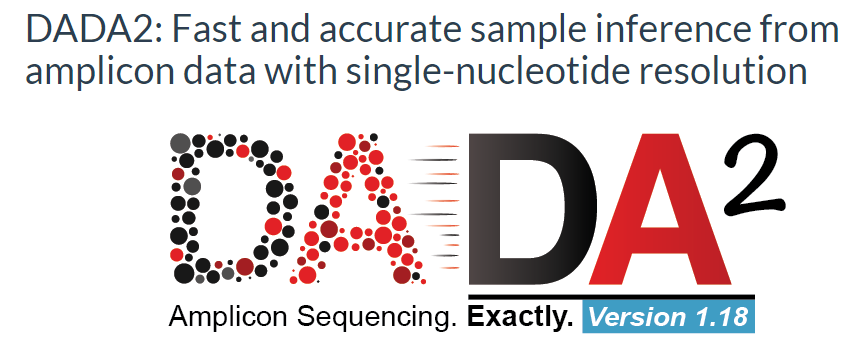 DADA2: Fast and accurate sample inference from
amplicon data with single-nucleotide resolution
DADA2
Amplicon Sequencing. Exactly. Version 1.18